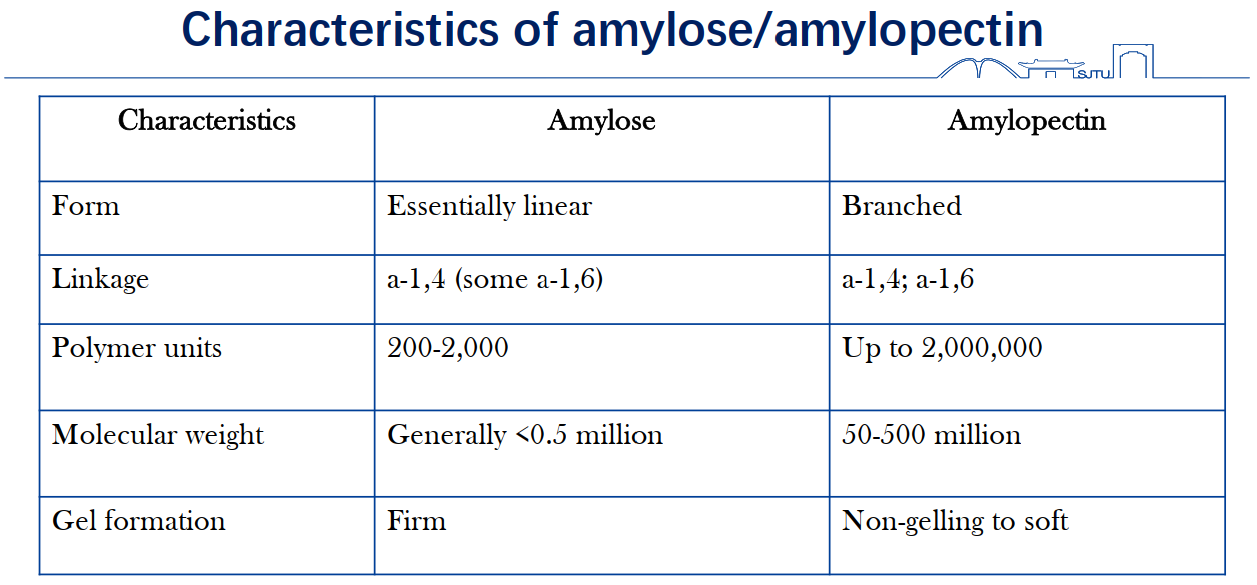 Characteristics of amylose/amylopectin
SJTU
Characteristics Amylose Amylopectin
Form Essentially linear Branched
Linkage a-1,4 (some a-1,6) a-1,4; a-1,6
Polymer units 200-2,000 Up to 2,000,000
Molecular weight Generally <0.5 million 50-500 million
Gel formation Firm Non-gelling to soft